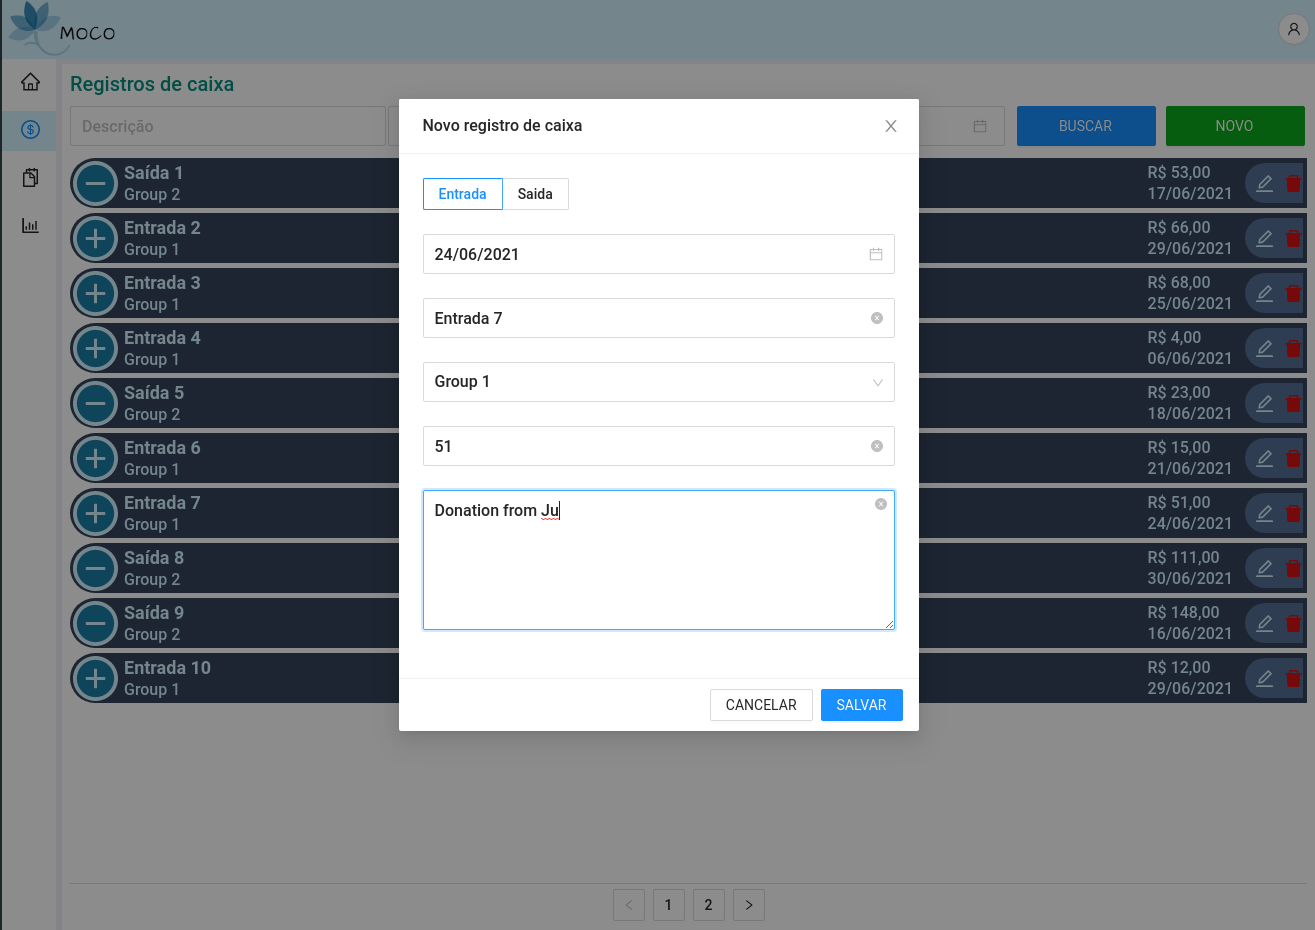 MOCO
Registros de caixa
Descrição
BUSCAR
NOVO
Saída 1
Group 2
R$ 53,00
17/06/2021
Entrada 2
Group 1
R$ 66,00
29/06/2021
Entrada 3
Group 1
R$ 68,00
25/06/2021
Entrada 4
Group 1
R$ 4,00
06/06/2021
Saída 5
Group 2
R$ 23,00
18/06/2021
Entrada 6
Group 1
R$ 15,00
21/06/2021
Entrada 7
Group 1
R$ 51,00
24/06/2021
Saída 8
Group 2
R$ 111,00
30/06/2021
Saída 9
Group 2
R$ 148,00
16/06/2021
Entrada 10
Group 1
R$ 12,00
29/06/2021
Novo registro de caixa
Entrada Saida
24/06/2021
Entrada 7
Group 1
51
Donation from Ju
CANCELAR SALVAR
< 1 2 >